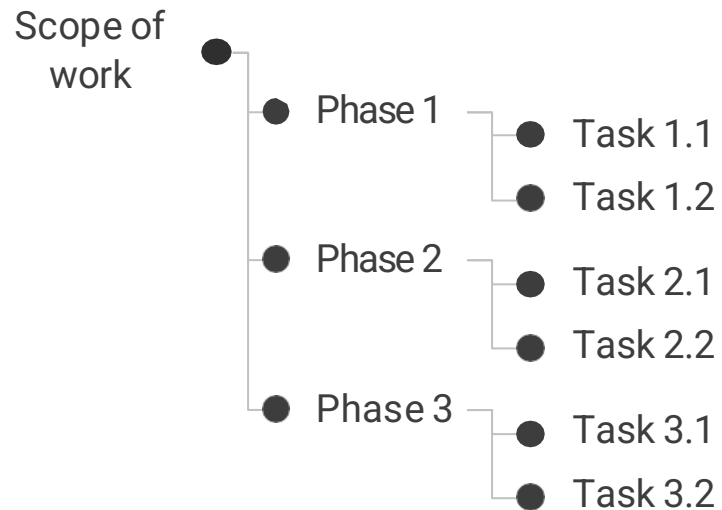 Scope of
work
Phase 1
Task 1.1
Task 1.2
Phase 2
Task 2.1
Task 2.2
Phase 3
Task 3.1
Task 3.2